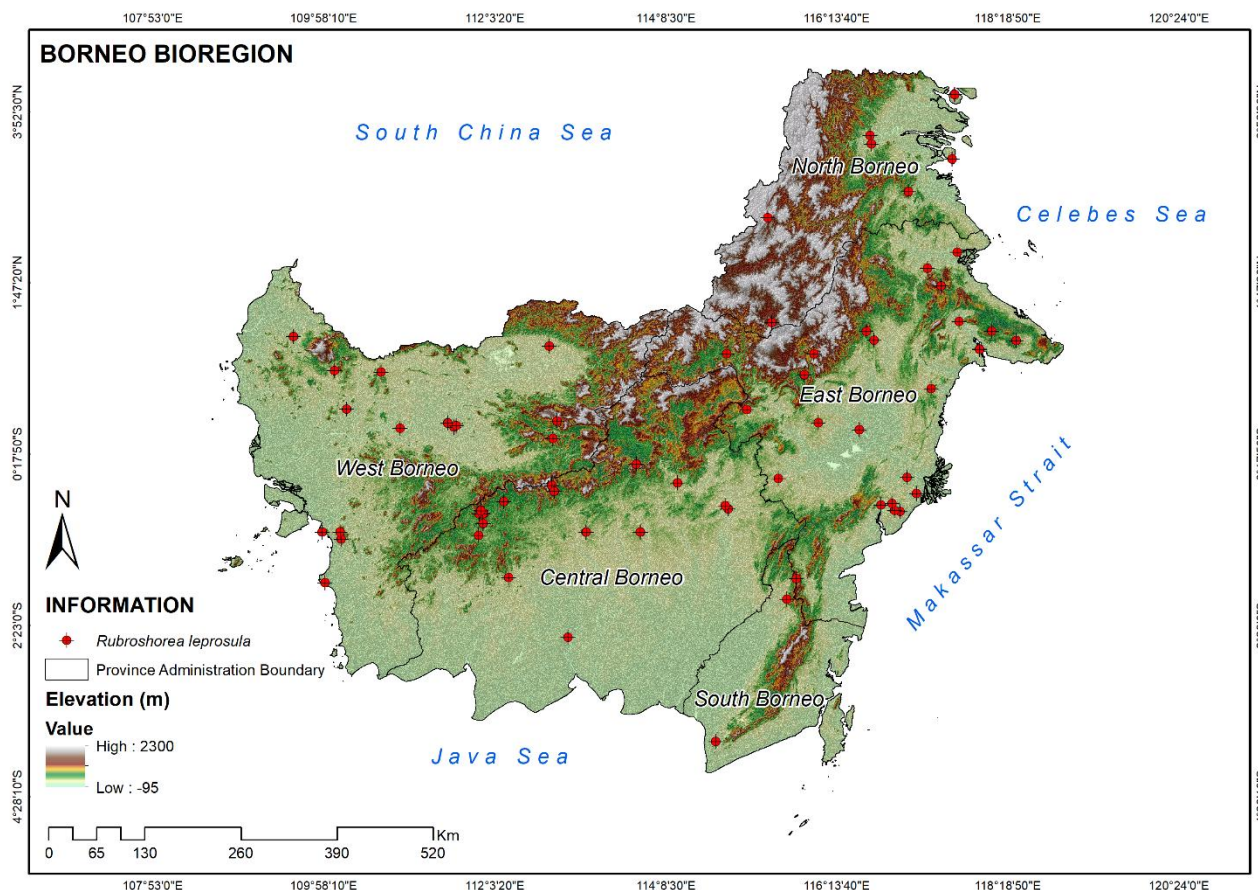 107°53'0"E 109°58'10"E 112°3'20"E 114°8'30"E 116°13'40"E 118°18'50"E 120°24'0"E
BORNEO BIOREGION
3°52'30"N
South China Sea
North Borneo
Celebes Sea
1°47'20"N
East Borneo
West Borneo
0°17'50"S
N
Makassar Strait
Central Borneo
INFORMATION
Rubroshorea leprosula
2°23'0"S
Province Administration Boundary
Elevation (m)
South Borneo
Value
High : 2300
Java Sea
Low : -95
4°28'10"S
Km
0 65 130 260 390 520
107°53'0"E 109°58'10"E 112°3'20"E 114°8'30"E 116°13'40"E 118°18'50"E 120°24'0"E